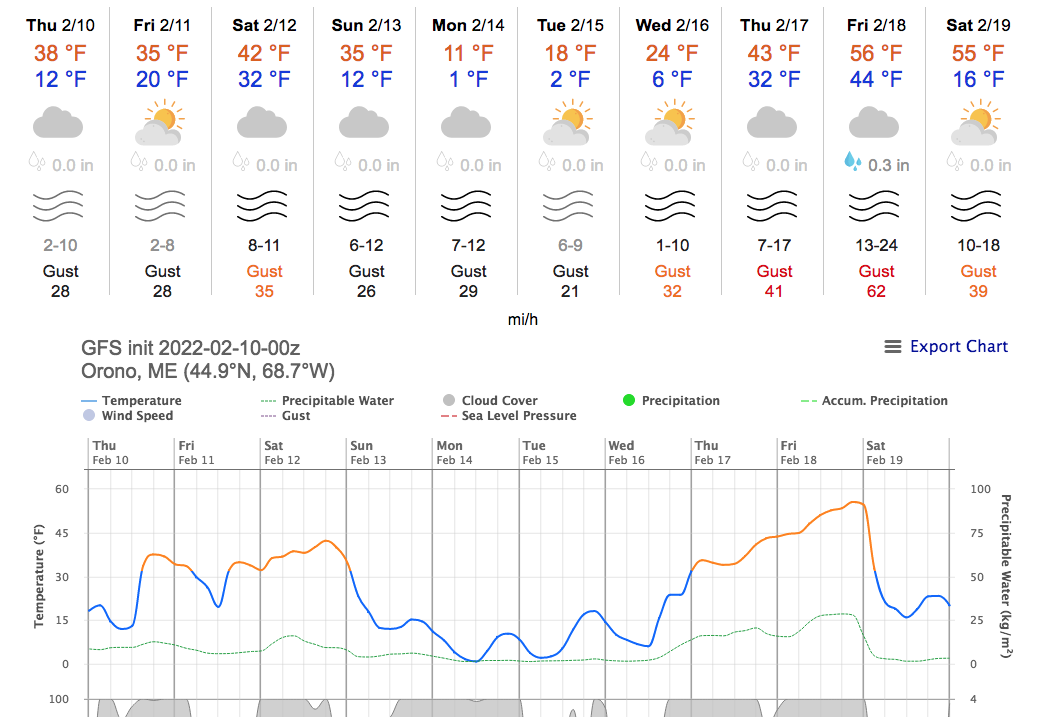 Thu 2/10 Fri 2/11 Sat 2/12 Sun 2/13 Mon 2/14 Tue 2/15 Wed 2/16 Thu 2/17 Fri 2/18 Sat 2/19
38 °F 35 °F 42 °F 35 °F 11 °F 18 °F 24 °F 43 °F 56 °F 55 °F
12 °F 20 °F 32 °F 12 °F 1 °F 2 °F 6 °F 32 °F 44 °F 16 °F
0.0 in 0.0 in 0.0 in 0.0 in 0.0 in 0.0 in 0.0 in 0.0 in 0.3 in 0.0 in
2-10 2-8 8-11 6-12 7-12 6-9 1-10 7-17 13-24 10-18
Gust Gust Gust Gust Gust Gust Gust Gust Gust Gust
28 28 35 26 29 21 32 41 62 39
mi/h
GFS init 2022-02-10-00z
Export Chart
Orono, ME (44.9°N, 68.7°W)
Temperature Precipitable Water Cloud Cover Precipitation Accum. Precipitation
Wind Speed Gust Sea Level Pressure
Thu Fri Sat Sun Mon Tue Wed Thu Fri Sat
Feb 10 Feb 11 Feb 12 Feb 13 Feb 14 Feb 15 Feb 16 Feb 17 Feb 18 Feb 19
60 100
45 75
30 50
15 25
0 0
Temperature (°F)
Precipitable Water (kg/m²)
100 4